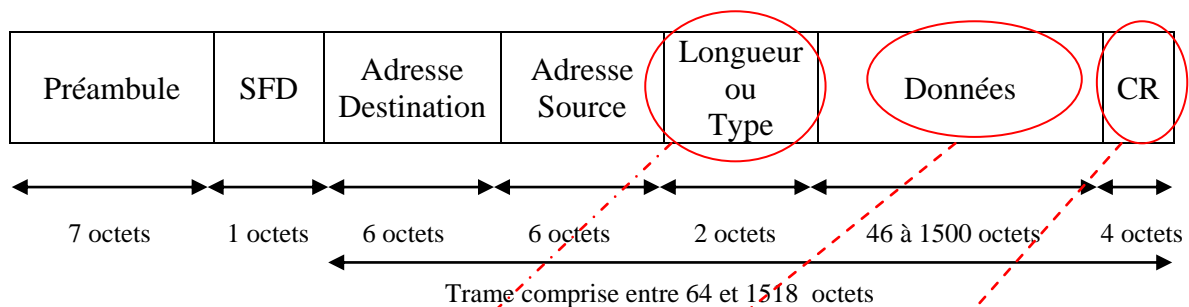 Préambule
SFD
Adresse
Destination
Adresse
Source
Longueur
ou
Type
Données
CR
7 octets
1 octets
6 octets
6 octets
2 octets
46 à 1500 octets
4 octets
Trame comprise entre 64 et 1518 octets